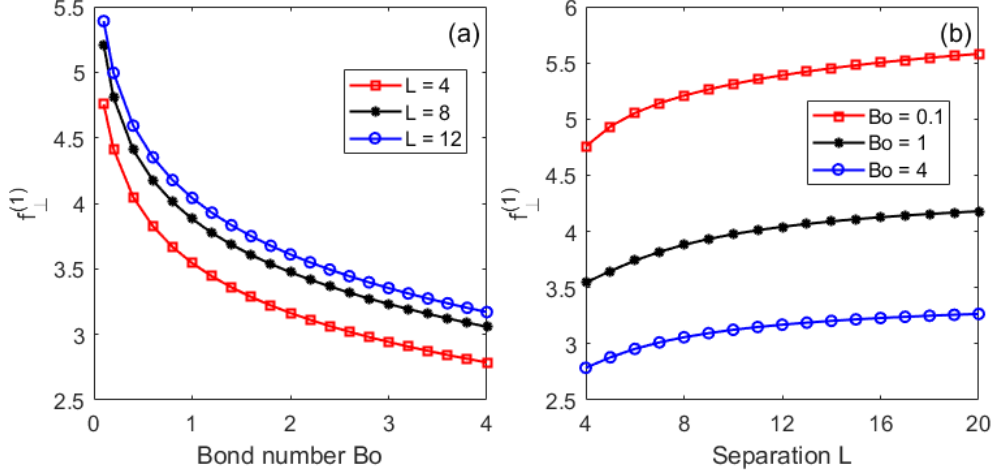 (a)
L = 4
L = 8
L = 12
5.5
5
4.5
4
3.5
3
2.5
0 1 2 3 4
Bond number Bo
f⊥(1)
(b)
Bo = 0.1
Bo = 1
Bo = 4
6
5.5
5
4.5
4
3.5
3
2.5
4 8 12 16 20
Separation L
f⊥(1)